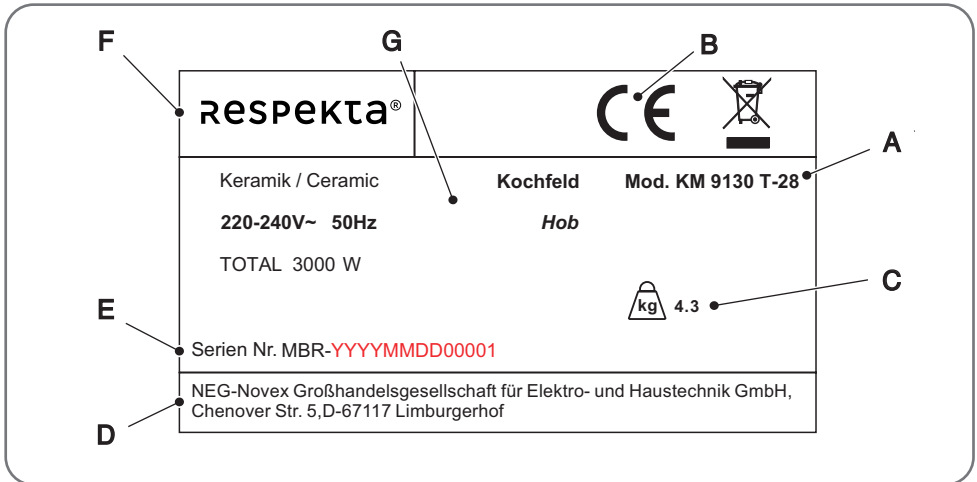 F
G
B
RESPEKTA®
CE
A
Keramik / Ceramic
Kochfeld
Mod. KM 9130 T-28
220-240V~ 50Hz
Hob
TOTAL 3000 W
C
kg 4.3
E
Serien Nr. MBR-YYYYMMDD00001
NEG-Novex Großhandelsgesellschaft für Elektro- und Haustechnik GmbH,
Chenover Str. 5,D-67117 Limburgerhof
D